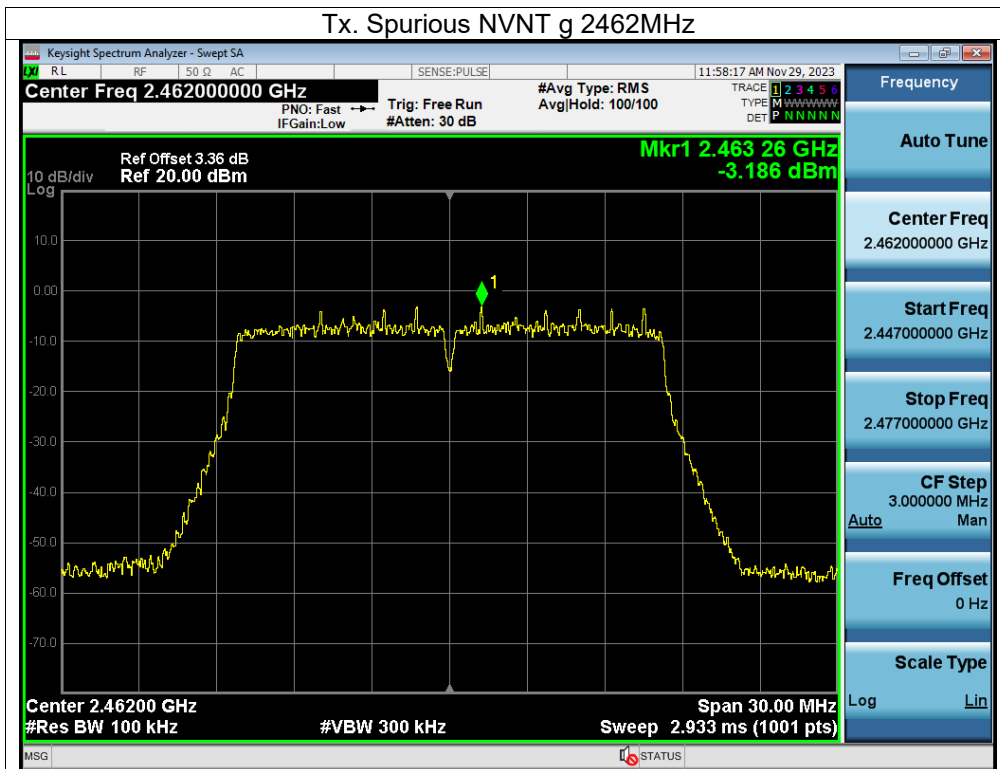 Tx. Spurious NVNT g 2462MHz
Keysight Spectrum Analyzer - Swept SA
LXI RL RF 50 Ω AC SENSE:PULSE 11:58:17 AM Nov 29, 2023
Center Freq 2.462000000 GHz
PNO: Fast
IFGain:Low
Trig: Free Run
#Atten: 30 dB
#Avg Type: RMS
Avg|Hold: 100/100
TRACE 1 2 3 4 5 6
TYPE M WWWWW
DET P N N N N N
Mkr1 2.463 26 GHz
-3.186 dBm
Ref Offset 3.36 dB
Ref 20.00 dBm
10 dB/div
Log
10.0
0.00
-10.0
-20.0
-30.0
-40.0
-50.0
-60.0
-70.0
1
Center 2.46200 GHz
Span 30.00 MHz
#Res BW 100 kHz
#VBW 300 kHz
Sweep 2.933 ms (1001 pts)
MSG
STATUS
Frequency
Auto Tune
Center Freq
2.462000000 GHz
Start Freq
2.447000000 GHz
Stop Freq
2.477000000 GHz
CF Step
3.000000 MHz
Auto Man
Freq Offset
0 Hz
Scale Type
Log Lin